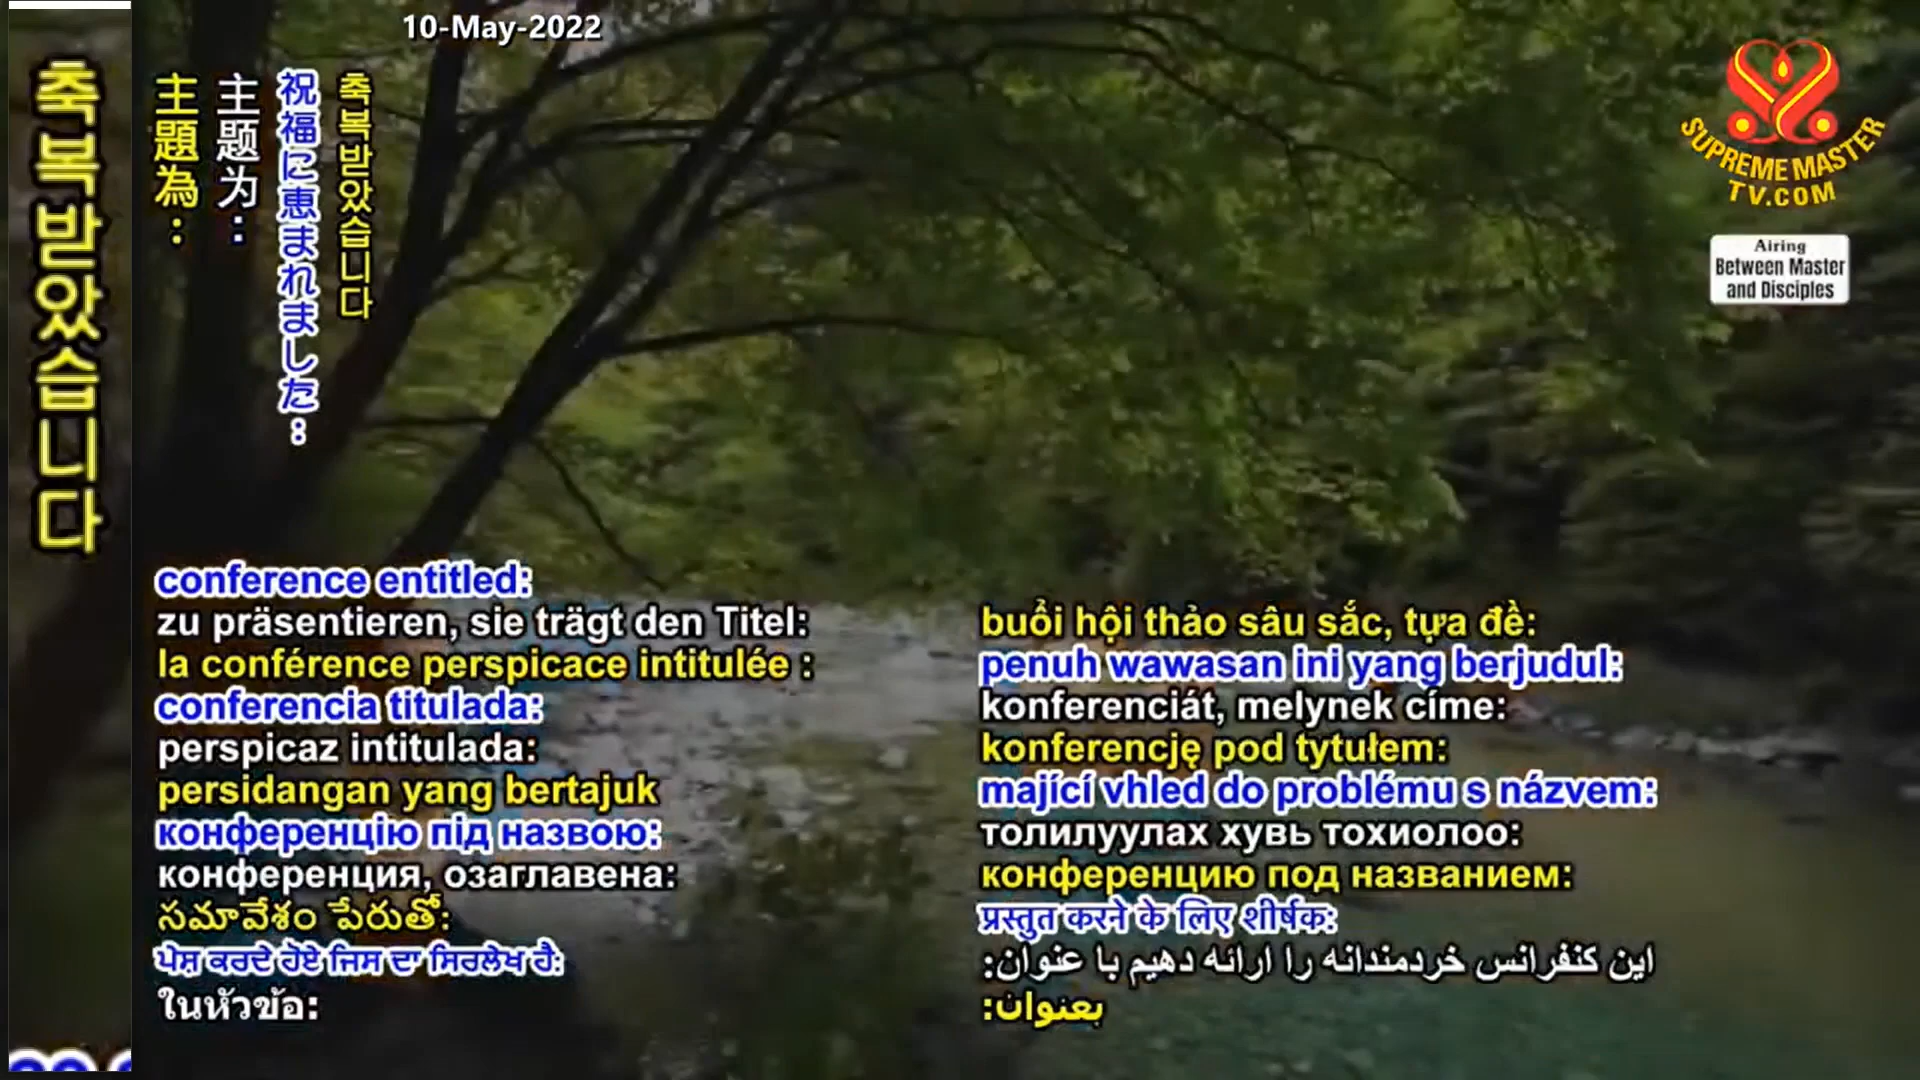 10-May-2022
축복받았습니다
主題為：
主题为：
祝福に恵まれました：
축복받았습니다
SUPREME MASTER
TV.COM
Airing
Between Master
and Disciples
conference entitled:
zu präsentieren, sie trägt den Titel:
la conférence perspicace intitulée :
conferencia titulada:
perspicaz intitulada:
persidangan yang bertajuk
конференцію під назвою:
конференция, озаглавена:
సమావేశం పేరుతో:
ਪੇਸ਼ ਕਰਦੇ ਹੋਏ ਜਿਸ ਦਾ ਸਿਰਲੇਖ ਹੈ:
ในหัวข้อ:
buổi hội thảo sâu sắc, tựa đề:
penuh wawasan ini yang berjudul:
konferenciát, melynek címe:
konferencję pod tytułem:
mající vhled do problému s názvem:
толилуулах хувь тохиолоо:
конференцию под названием:
प्रस्तुत करने के लिए शीर्षक:
این کنفرانس خردمندانه را ارائه دهیم با عنوان:
بعنوان: